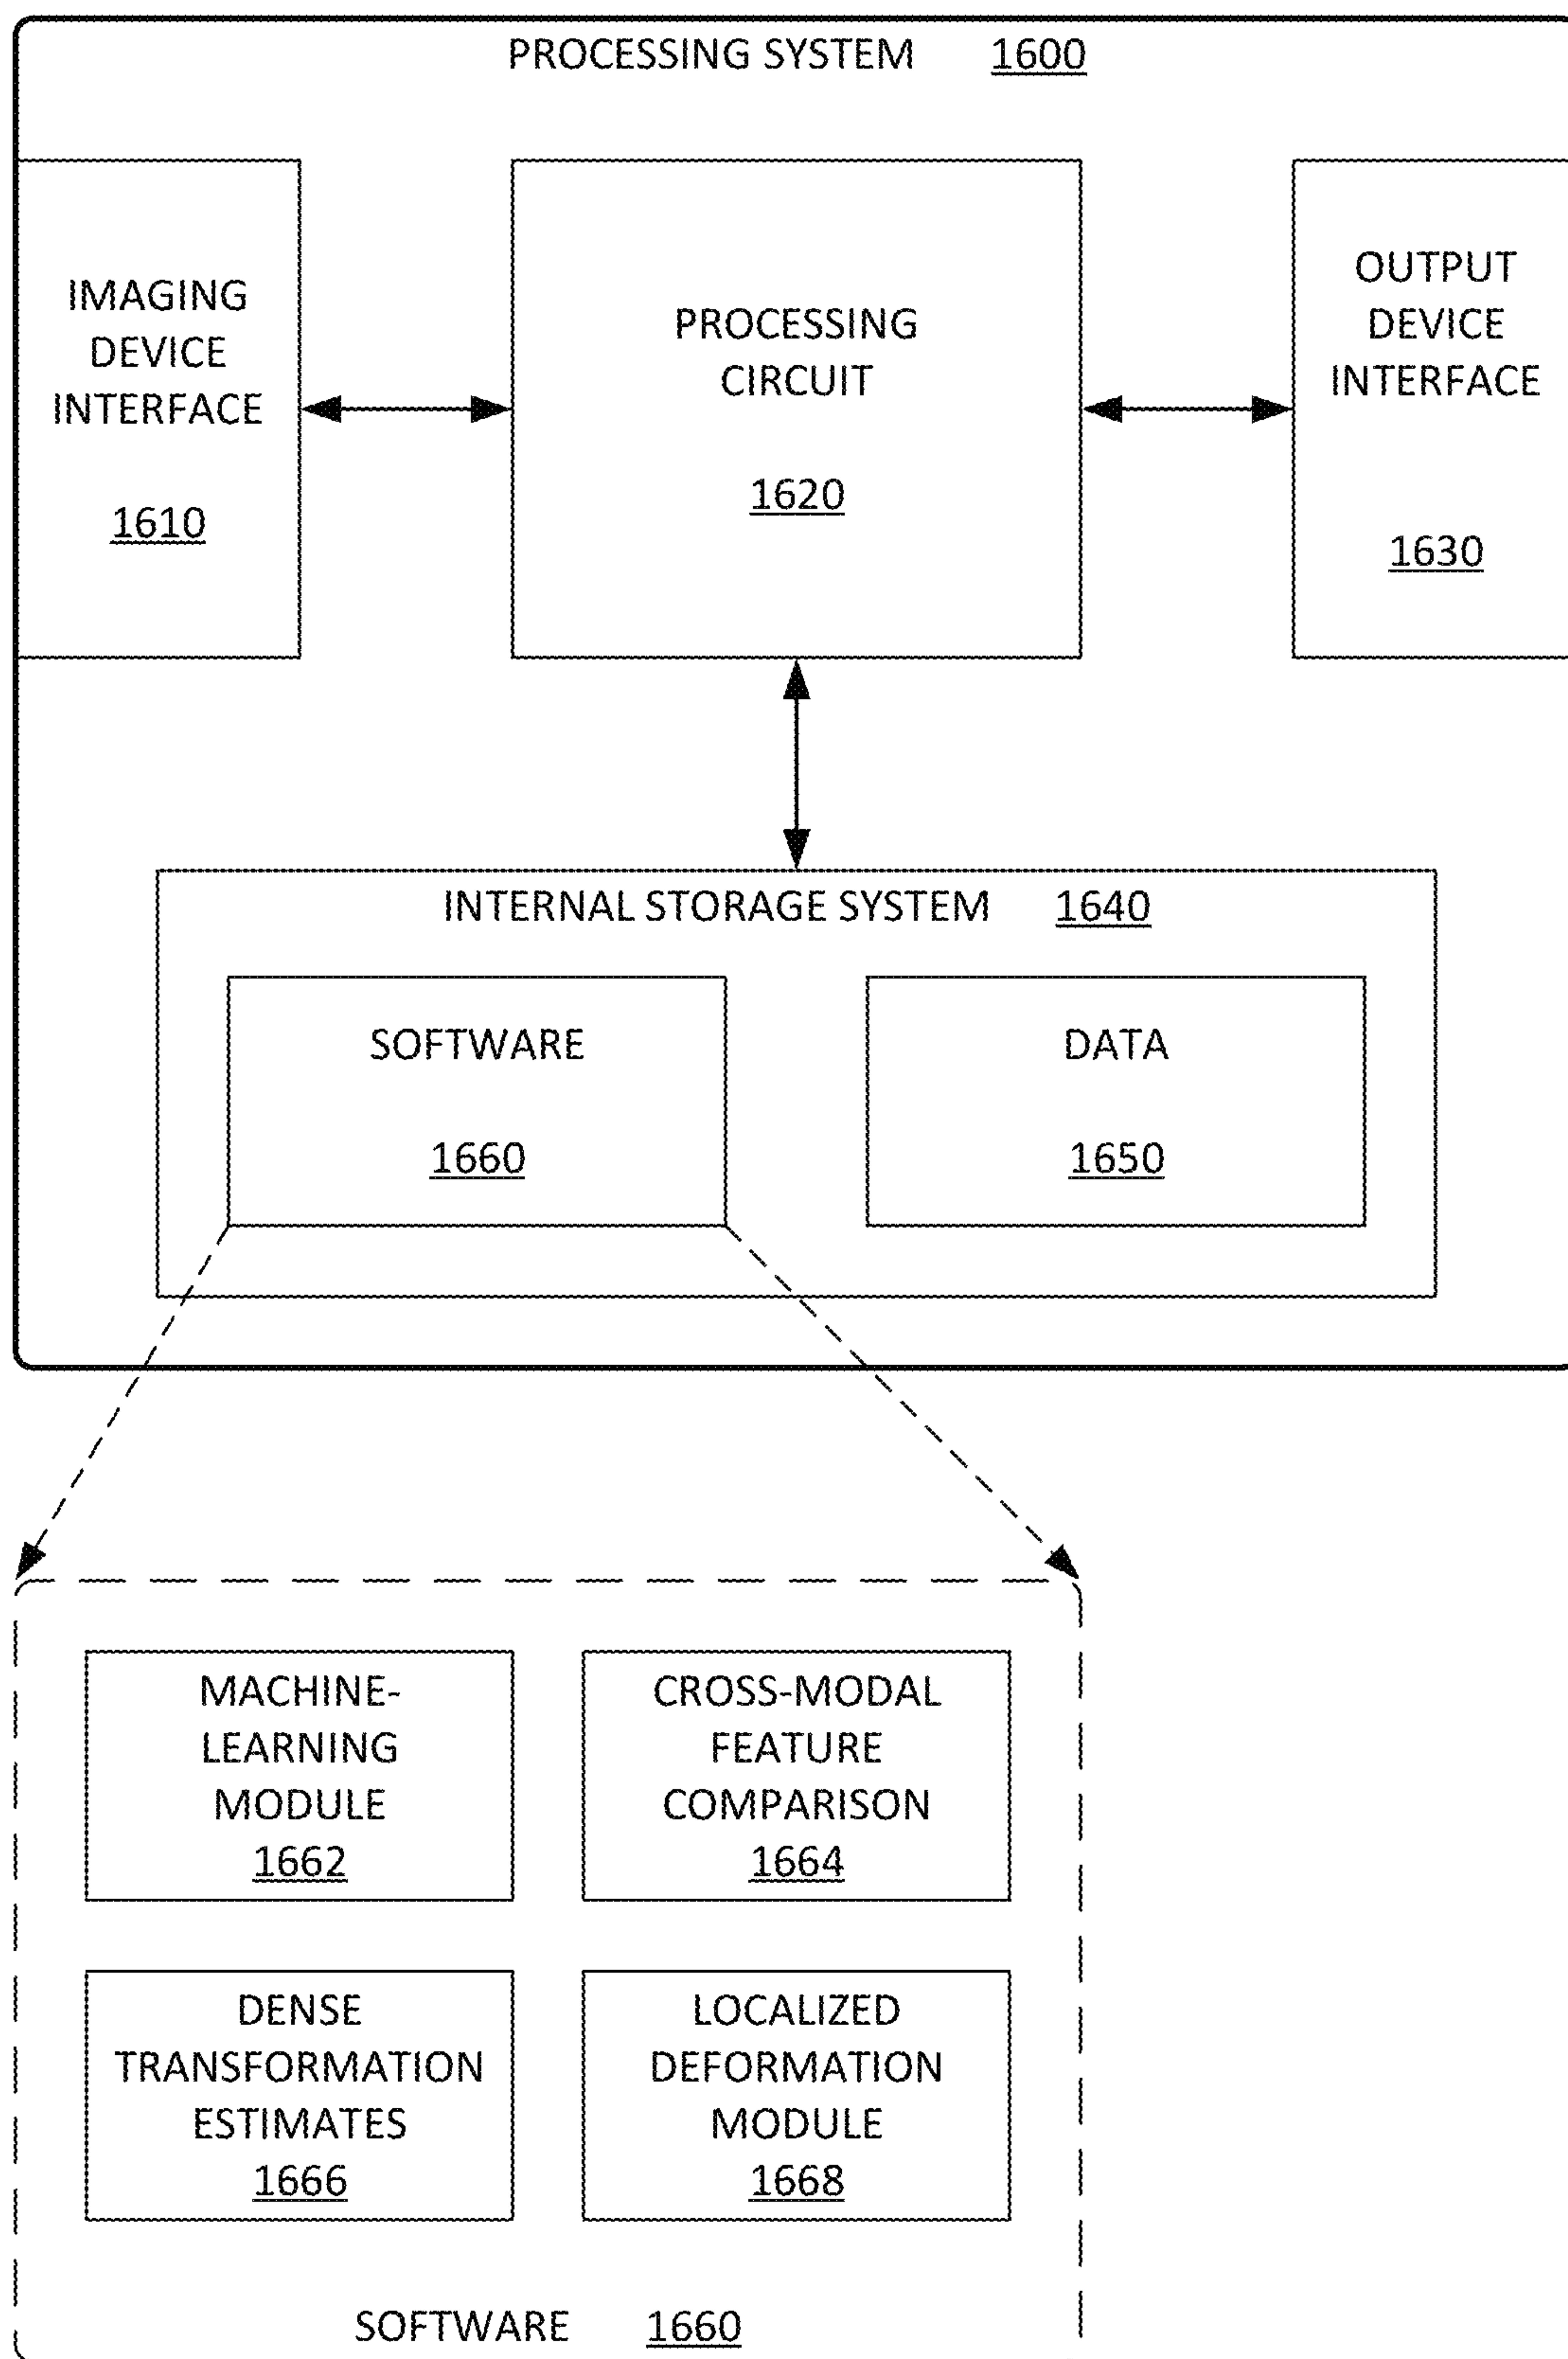 PROCESSING SYSTEM 1600
IMAGING
DEVICE
INTERFACE
1610
PROCESSING
CIRCUIT
1620
OUTPUT
DEVICE
INTERFACE
1630
INTERNAL STORAGE SYSTEM 1640
SOFTWARE
1660
DATA
1650
MACHINE-
LEARNING
MODULE
1662
CROSS-MODAL
FEATURE
COMPARISON
1664
DENSE
TRANSFORMATION
ESTIMATES
1666
LOCALIZED
DEFORMATION
MODULE
1668
SOFTWARE 1660